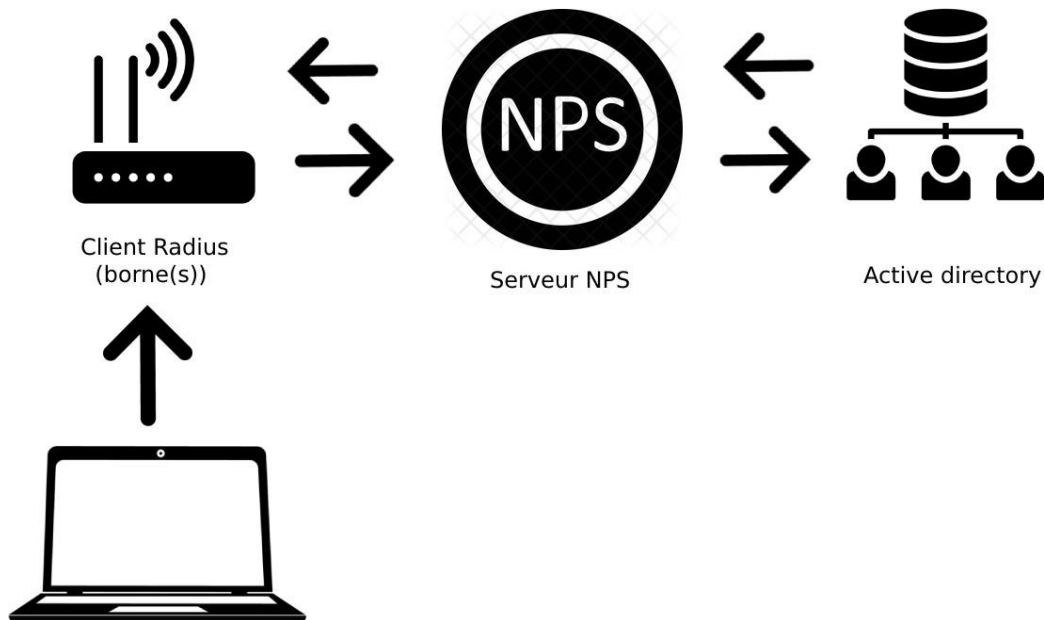 NPS
Client Radius
(borne(s))
Serveur NPS
Active directory